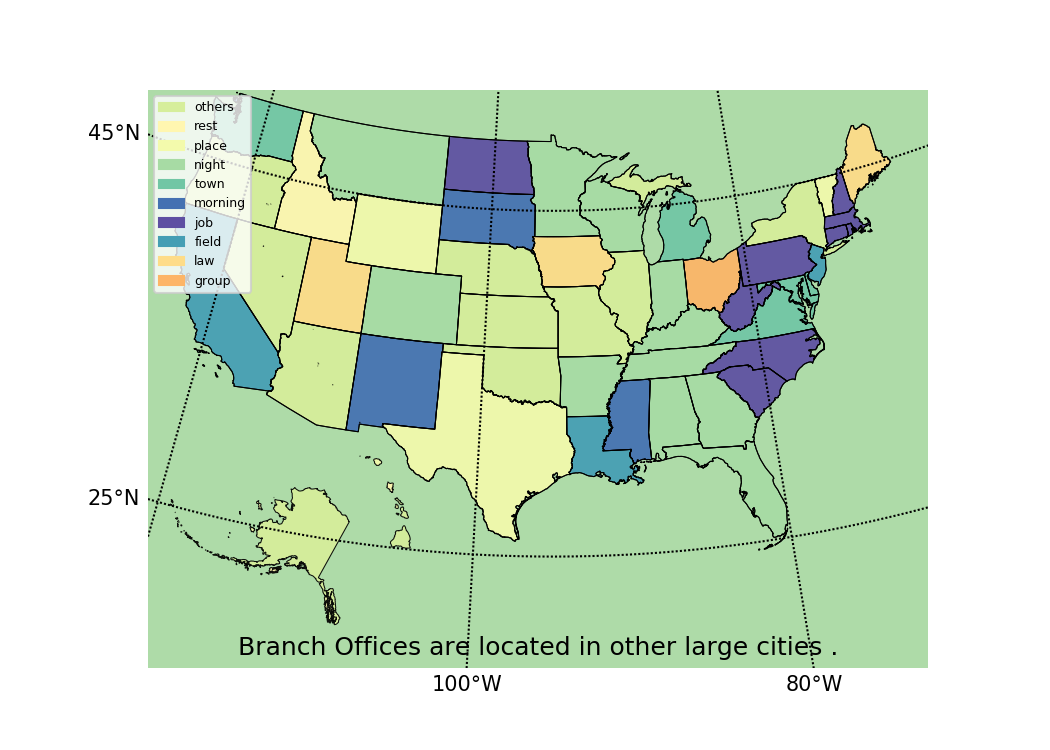 45°N
25°N
others
rest
place
night
town
morning
job
field
law
group
Branch Offices are located in other large cities .
100°W
80°W